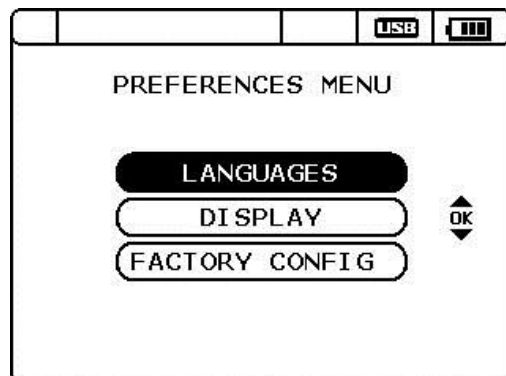 USB
PREFERENCES MENU
LANGUAGES
DISPLAY
OK
FACTORY CONFIG